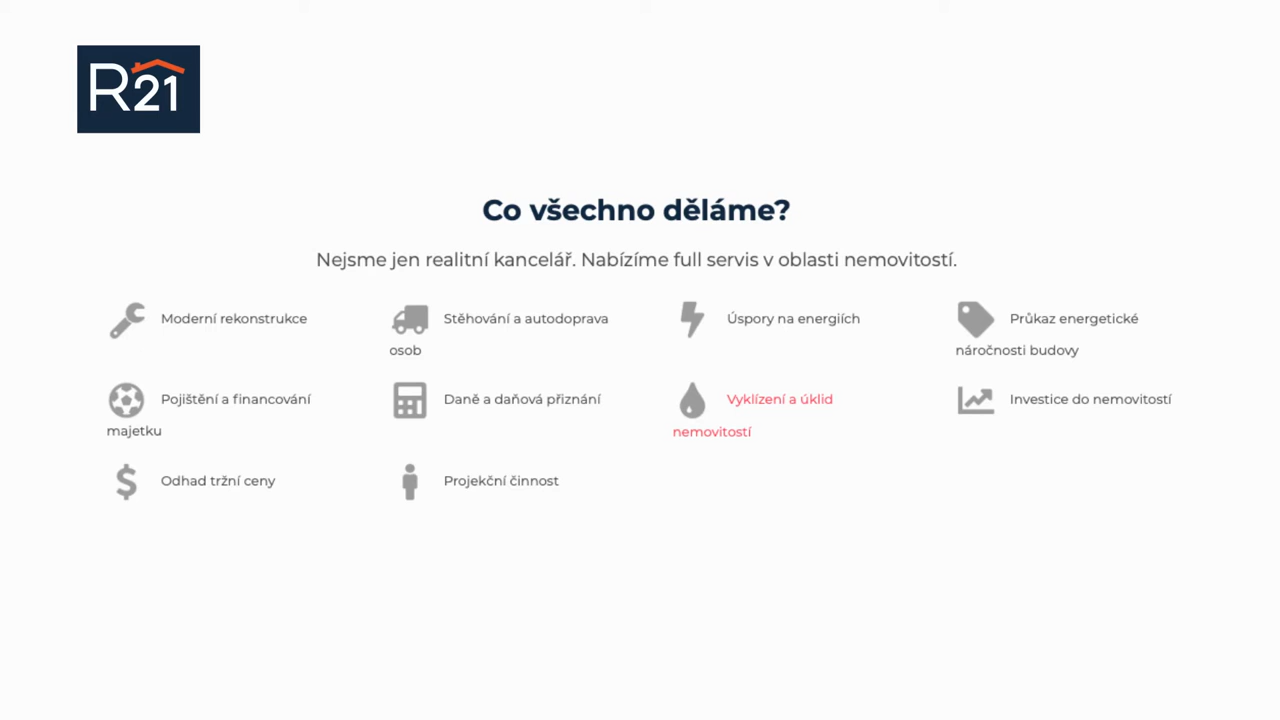 R21
Co všechno děláme?
Nejsme jen realitní kancelář. Nabízíme full servis v oblasti nemovitostí.
Moderní rekonstrukce
Stěhování a autodoprava
osob
Úspory na energiích
Průkaz energetické
náročnosti budovy
Pojištění a financování
majetku
Daně a daňová přiznání
Vyklízení a úklid
nemovitostí
Investice do nemovitostí
Odhad tržní ceny
Projekční činnost